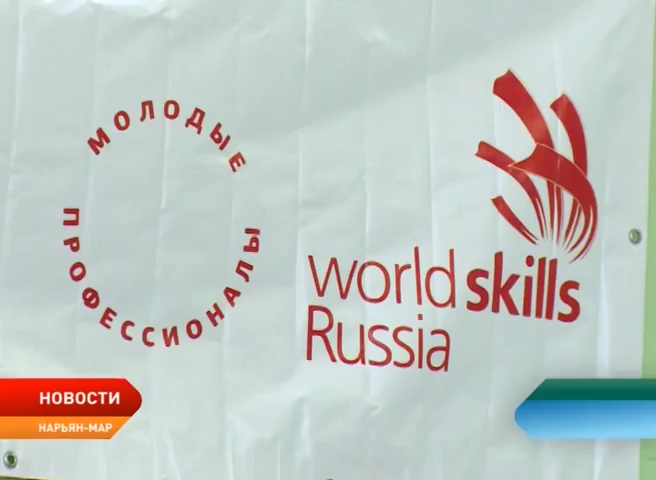 МОЛОДЫЕ
ПРОФЕССИОНАЛЫ
worldskills
Russia
НОВОСТИ
НАРЬЯН-МАР